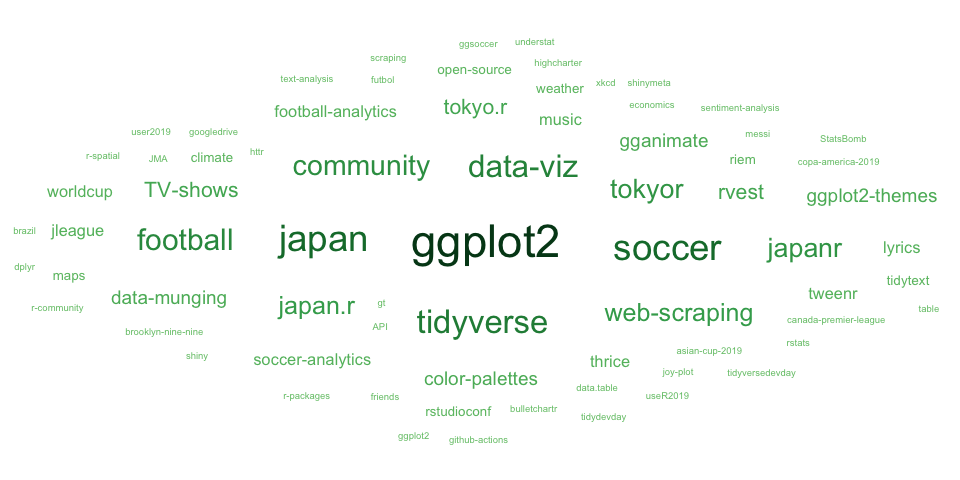 ggsoccer
understat
scraping
highcharter
open-source
text-analysis
futbol
weather
xkcd
shinymeta
football-analytics
tokyo.r
music
economics
sentiment-analysis
user2019
googledrive
gganimate
messi
StatsBomb
r-spatial
JMA
climate
httr
community
data-viz
riem
copa-america-2019
worldcup
TV-shows
tokyor
rvest
ggplot2-themes
brazil
jleague
football
japan
ggplot2
soccer
japanr
lyrics
dplyr
maps
tidytext
data-munging
japan.r
gt
tweenr
r-community
table
brooklyn-nine-nine
API
tidyverse
web-scraping
canada-premier-league
shiny
soccer-analytics
thrice
asian-cup-2019
rstats
color-palettes
joy-plot
tidyversedevday
r-packages
friends
data.table
useR2019
rstudioconf
bulletchartr
tidydevday
ggplot2
github-actions